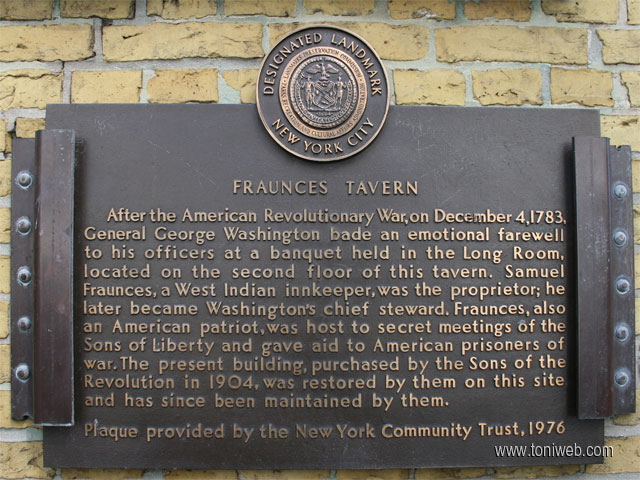 DESIGNATED LANDMARK
NEW YORK CITY
FRAUNCES TAVERN
After the American Revolutionary War, on December 4, 1783,
General George Washington bade an emotional farewell
to his officers at a banquet held in the Long Room,
located on the second floor of this tavern. Samuel
Fraunces, a West Indian innkeeper, was the proprietor; he
later became Washington's chief steward. Fraunces, also
an American patriot, was host to secret meetings of the
Sons of Liberty and gave aid to American prisoners of
war. The present building, purchased by the Sons of the
Revolution in 1904, was restored by them on this site
and has since been maintained by them.
Plaque provided by the New York Community Trust, 1976
www.toniweb.com